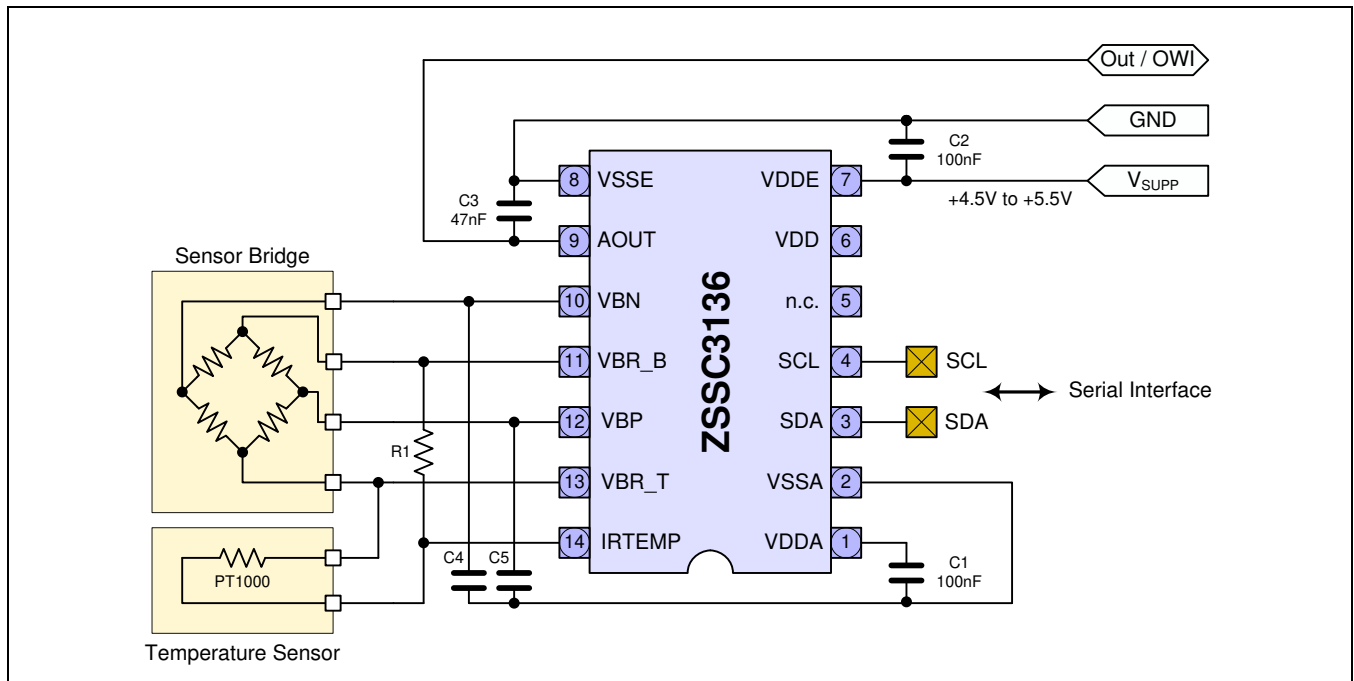 Out / OWI
GND
C2
100nF
VSUPP
+4.5V to +5.5V
8 VSSE
VDDE 7
C3
47nF
9 AOUT
VDD 6
Sensor Bridge
10 VBN
n.c. 5
ZSSC3136
11 VBR_B
SCL 4
SCL
Serial Interface
12 VBP
SDA 3
SDA
R1
13 VBR_T
VSSA 2
14 IRTEMP
VDDA 1
C4
C5
C1
100nF
PT1000
Temperature Sensor